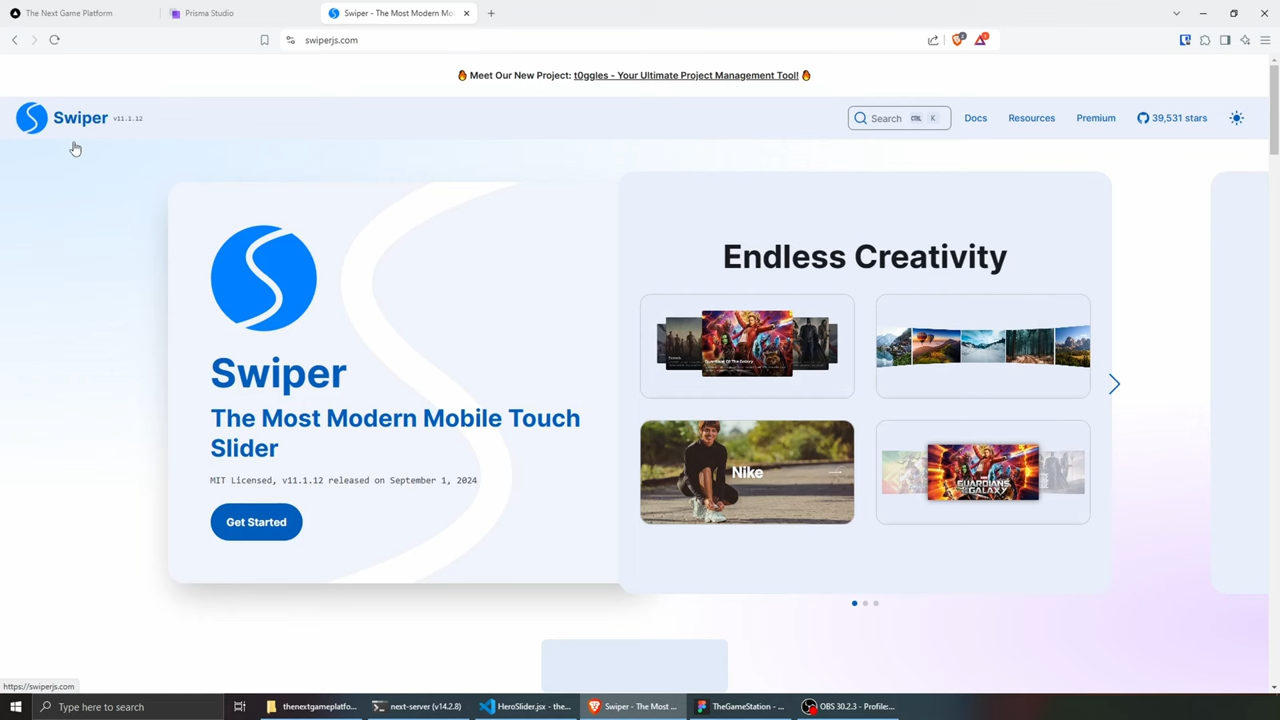 The Next Game Platform
Prisma Studio
Swiper - The Most Modern Mo
swiperjs.com
🔥 Meet Our New Project: t0ggles - Your Ultimate Project Management Tool! 🔥
Swiper v11.1.12
Search CTRL K
Docs
Resources
Premium
39,531 stars
Endless Creativity
Swiper
The Most Modern Mobile Touch
Slider
MIT Licensed, v11.1.12 released on September 1, 2024
Get Started
Nike
GUARDIANS
GALAXY
https://swiperjs.com
Type here to search
thenextgameplatfo...
next-server (v14.2.8)
HeroSlider.jsx - the...
Swiper - The Most ...
TheGameStation - ...
OBS 30.2.3 - Profile:...